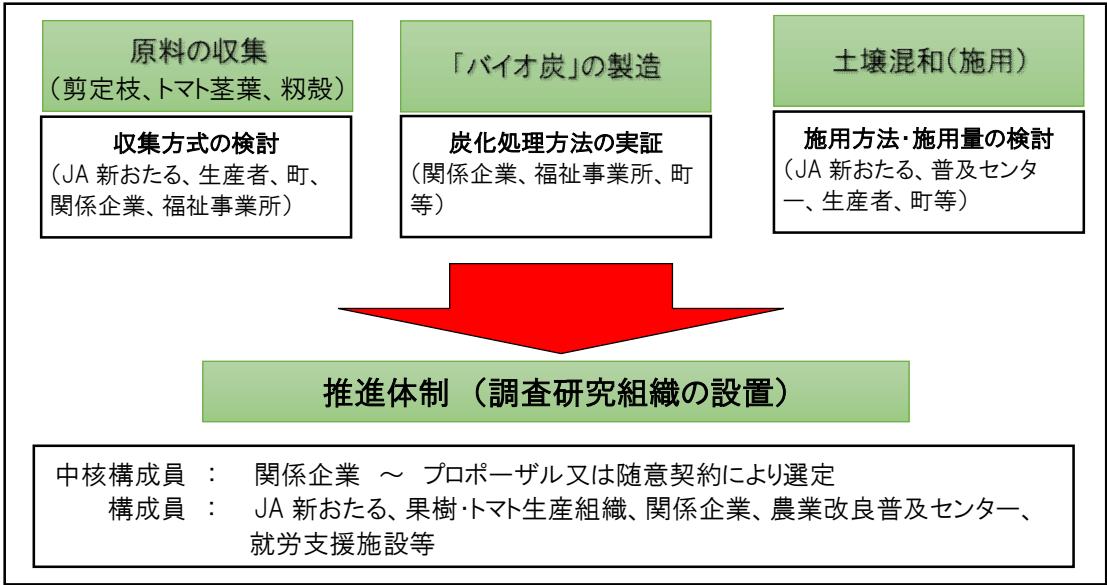 原料の収集
(剪定枝、トマト茎葉、籾殻)
収集方式の検討
(JA 新おたる、生産者、町、
関係企業、福祉事業所)
「バイオ炭」の製造
炭化処理方法の実証
(関係企業、福祉事業所、町
等)
土壌混和(施用)
施用方法・施用量の検討
(JA 新おたる、普及センタ
ー、生産者、町等)
推進体制 (調査研究組織の設置)
中核構成員 : 関係企業 ~ プロポーザル又は随意契約により選定
構成員 : JA 新おたる、果樹・トマト生産組織、関係企業、農業改良普及センター、
就労支援施設等